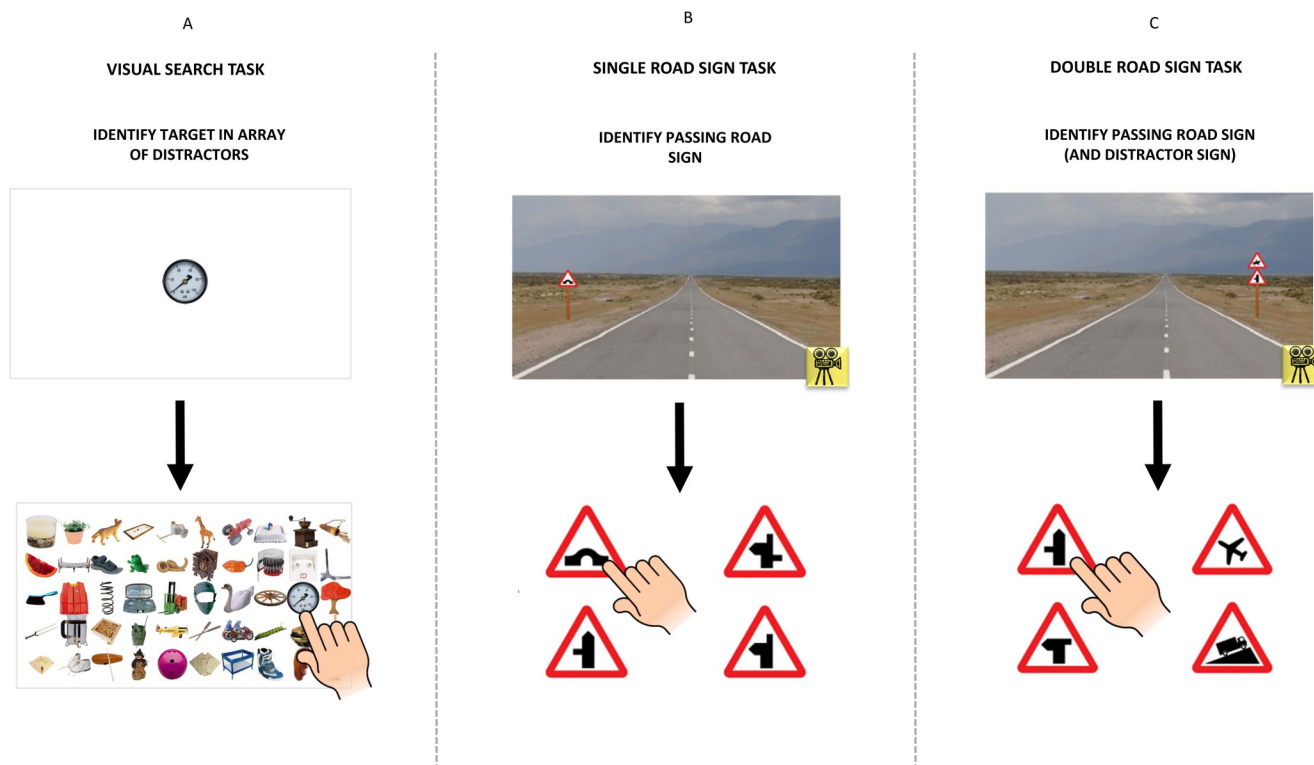 A
VISUAL SEARCH TASK
IDENTIFY TARGET IN ARRAY
OF DISTRACTORS
B
SINGLE ROAD SIGN TASK
IDENTIFY PASSING ROAD
SIGN
C
DOUBLE ROAD SIGN TASK
IDENTIFY PASSING ROAD SIGN
(AND DISTRACTOR SIGN)